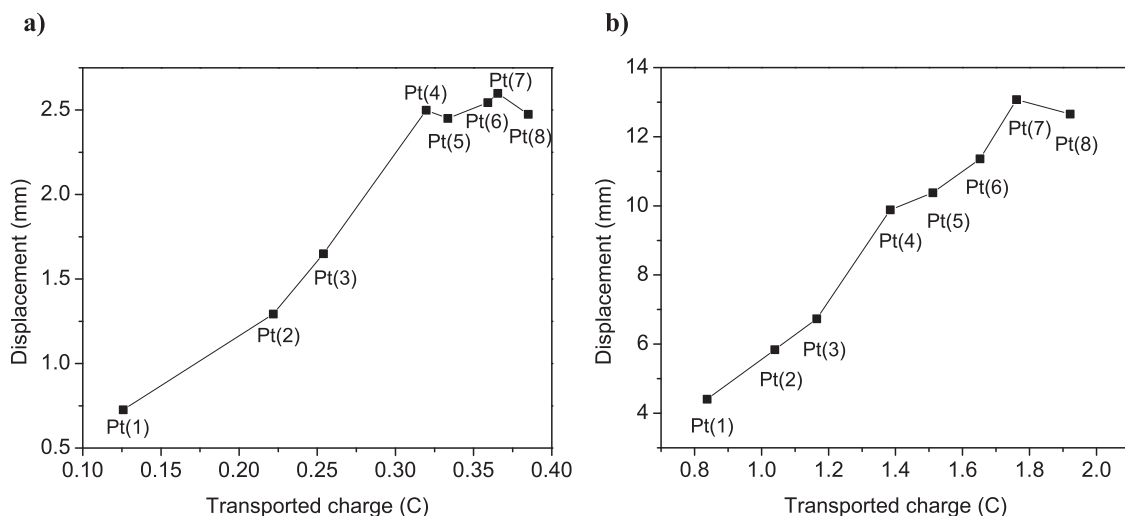 a)
2.5
2.0
1.5
1.0
0.5
Displacement (mm)
Pt(1)
Pt(2)
Pt(3)
Pt(4)
Pt(5)
Pt(6)
Pt(7)
Pt(8)
0.10 0.15 0.20 0.25 0.30 0.35 0.40
Transported charge (C)
b)
14
12
10
8
6
4
Displacement (mm)
Pt(1)
Pt(2)
Pt(3)
Pt(4)
Pt(5)
Pt(6)
Pt(7)
Pt(8)
0.8 1.0 1.2 1.4 1.6 1.8 2.0
Transported charge (C)